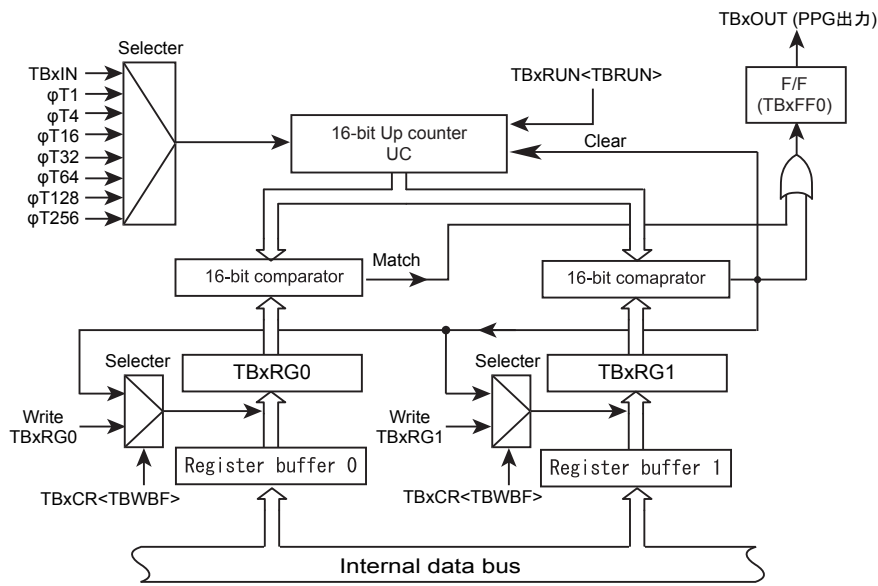 TBxOUT (PPG出力)
Selecter
TBxIN
φT1
φT4
φT16
φT32
φT64
φT128
φT256
TBxRUN<TBRUN>
F/F
(TBxFF0)
16-bit Up counter
UC
Clear
16-bit comparator
Match
16-bit comaprator
Selecter
TBxRG0
Selecter
TBxRG1
Write
TBxRG0
Write
TBxRG1
Register buffer 0
Register buffer 1
TBxCR<TBWBF>
TBxCR<TBWBF>
Internal data bus